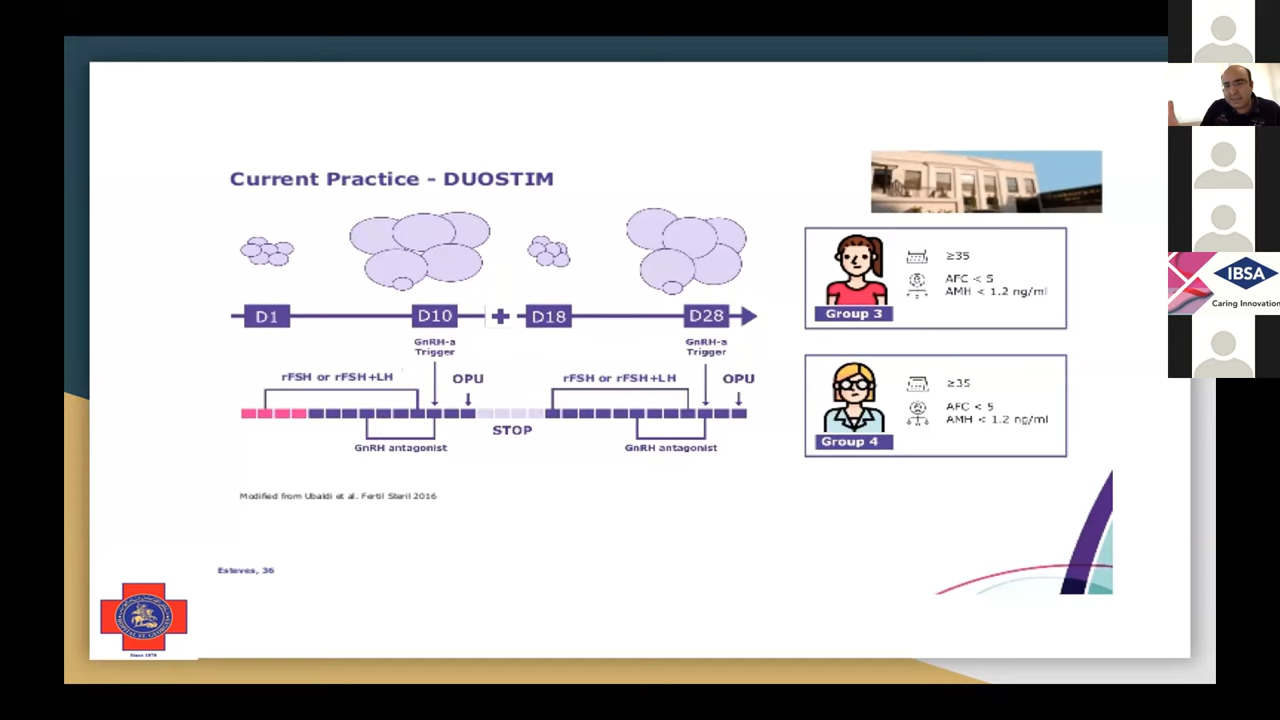 Current Practice - DUOSTIM
D1
D10
D18
D28
GnRH-a
Trigger
GnRH-a
Trigger
rFSH or rFSH+LH
OPU
rFSH or rFSH+LH
OPU
STOP
GnRH antagonist
GnRH antagonist
≥35
AFC < 5
AMH < 1.2 ng/ml
Group 3
≥35
AFC < 5
AMH < 1.2 ng/ml
Group 4
Modified from Ubaldi et al. Fertil Steril 2016
Esteves, 36
Since 1878
IBSA
Caring Innovation